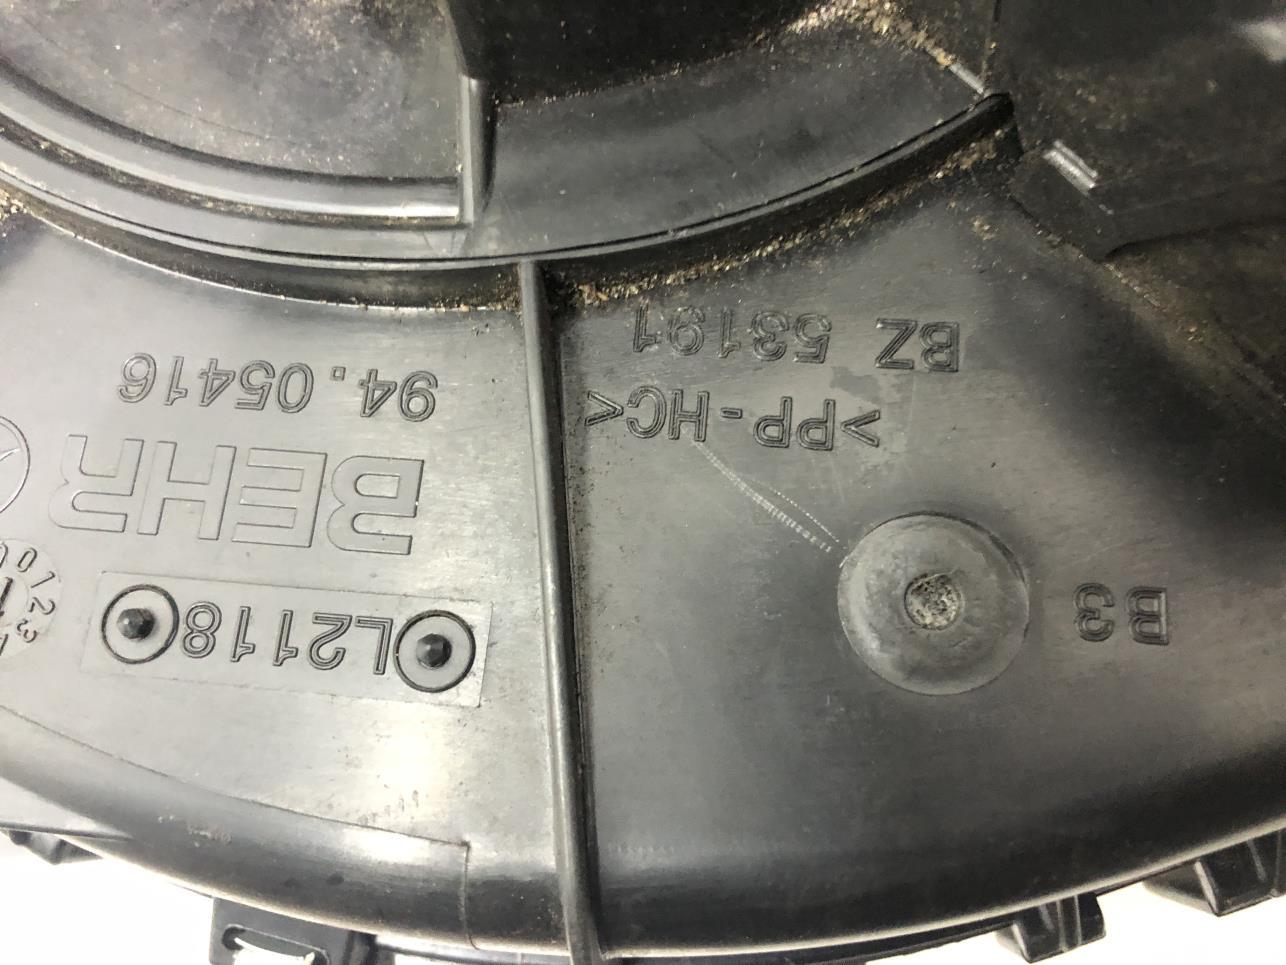 BZ 53191
>PP-HC<
B3
94.05416
BEHR
L2118